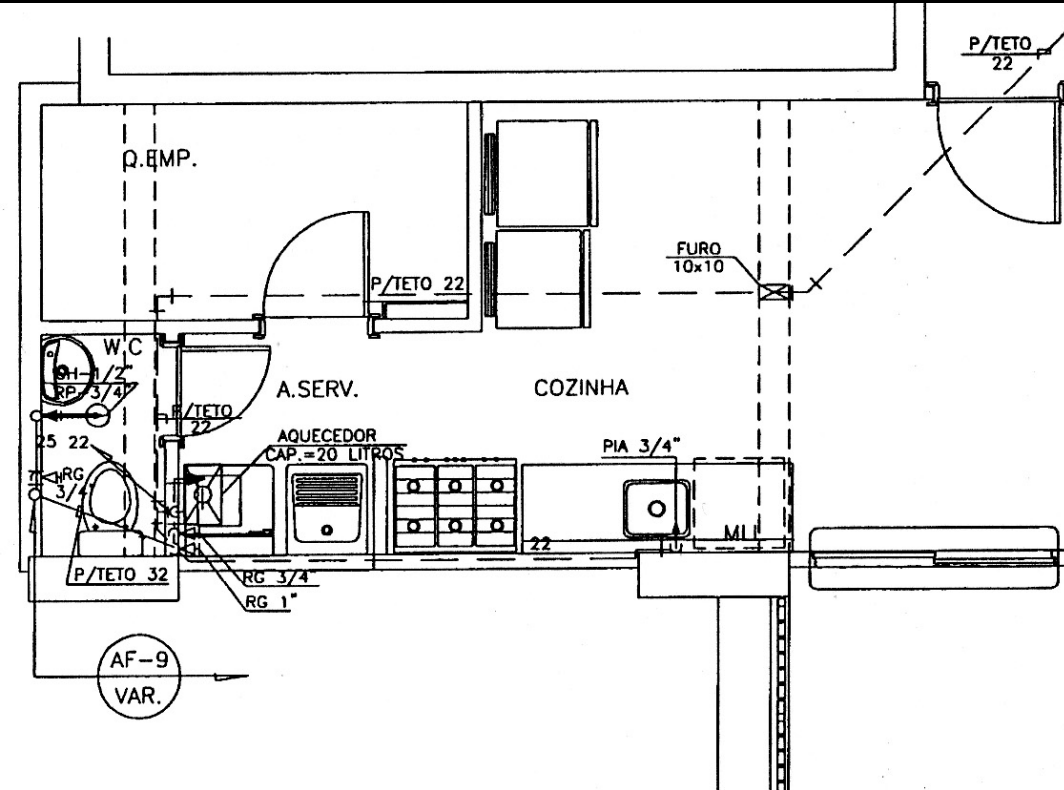 P/TETO
22
Q.EMP.
FURO
10x10
P/TETO 22
W.C
CH-1/2"
RP-3/4"
P/TETO
22
A.SERV.
COZINHA
25 22
AQUECEDOR
CAP.=20 LITROS
PIA 3/4"
RG
3/4"
ML
22
P/TETO 32
RG 3/4"
RG 1"
AF-9
VAR.